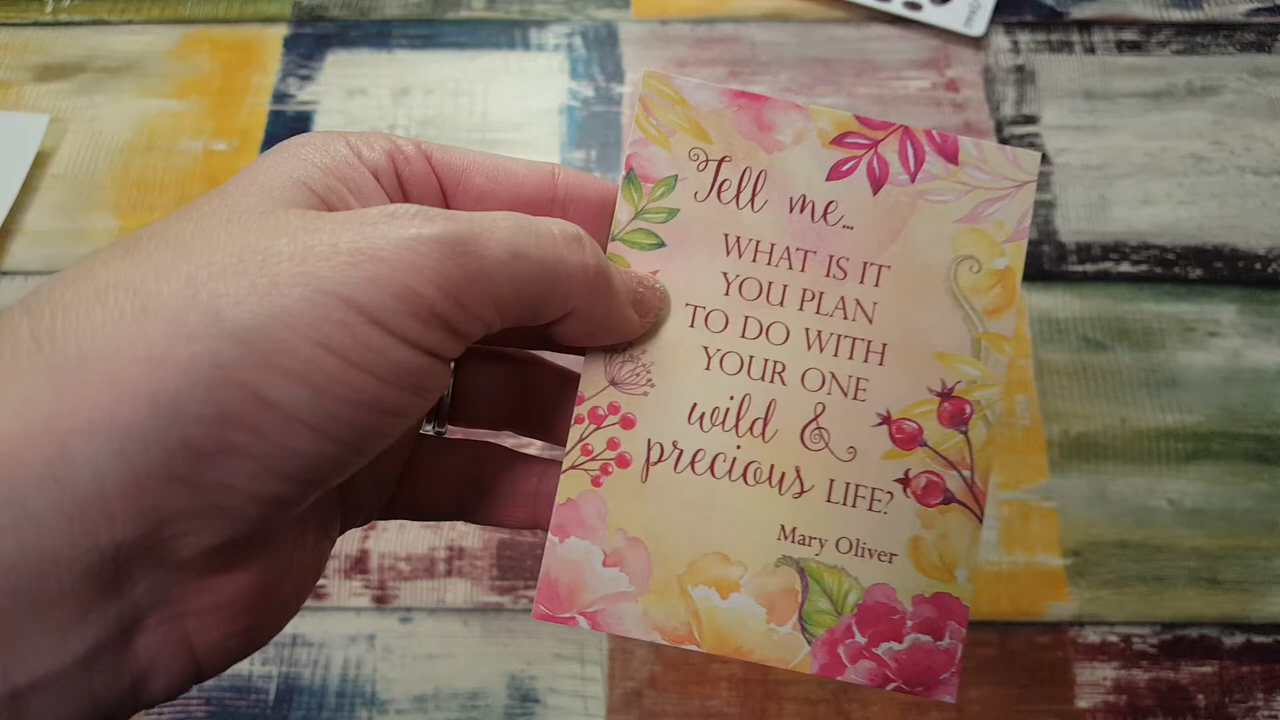 Tell me...
WHAT IS IT
YOU PLAN
TO DO WITH
YOUR ONE
wild &
precious LIFE?
Mary Oliver